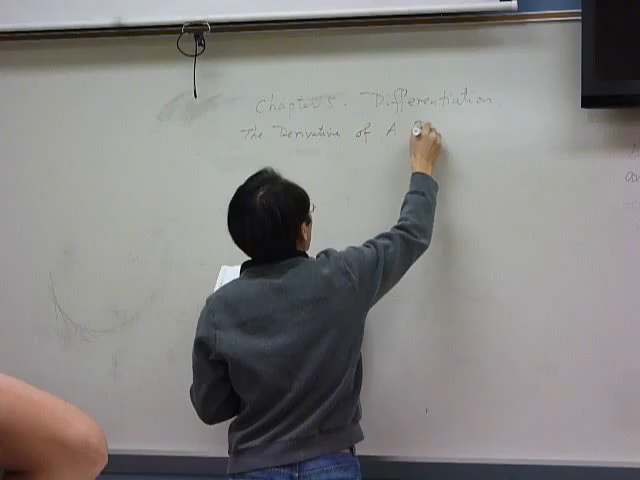 Chapter 5. Differentiation
The Derivative of A